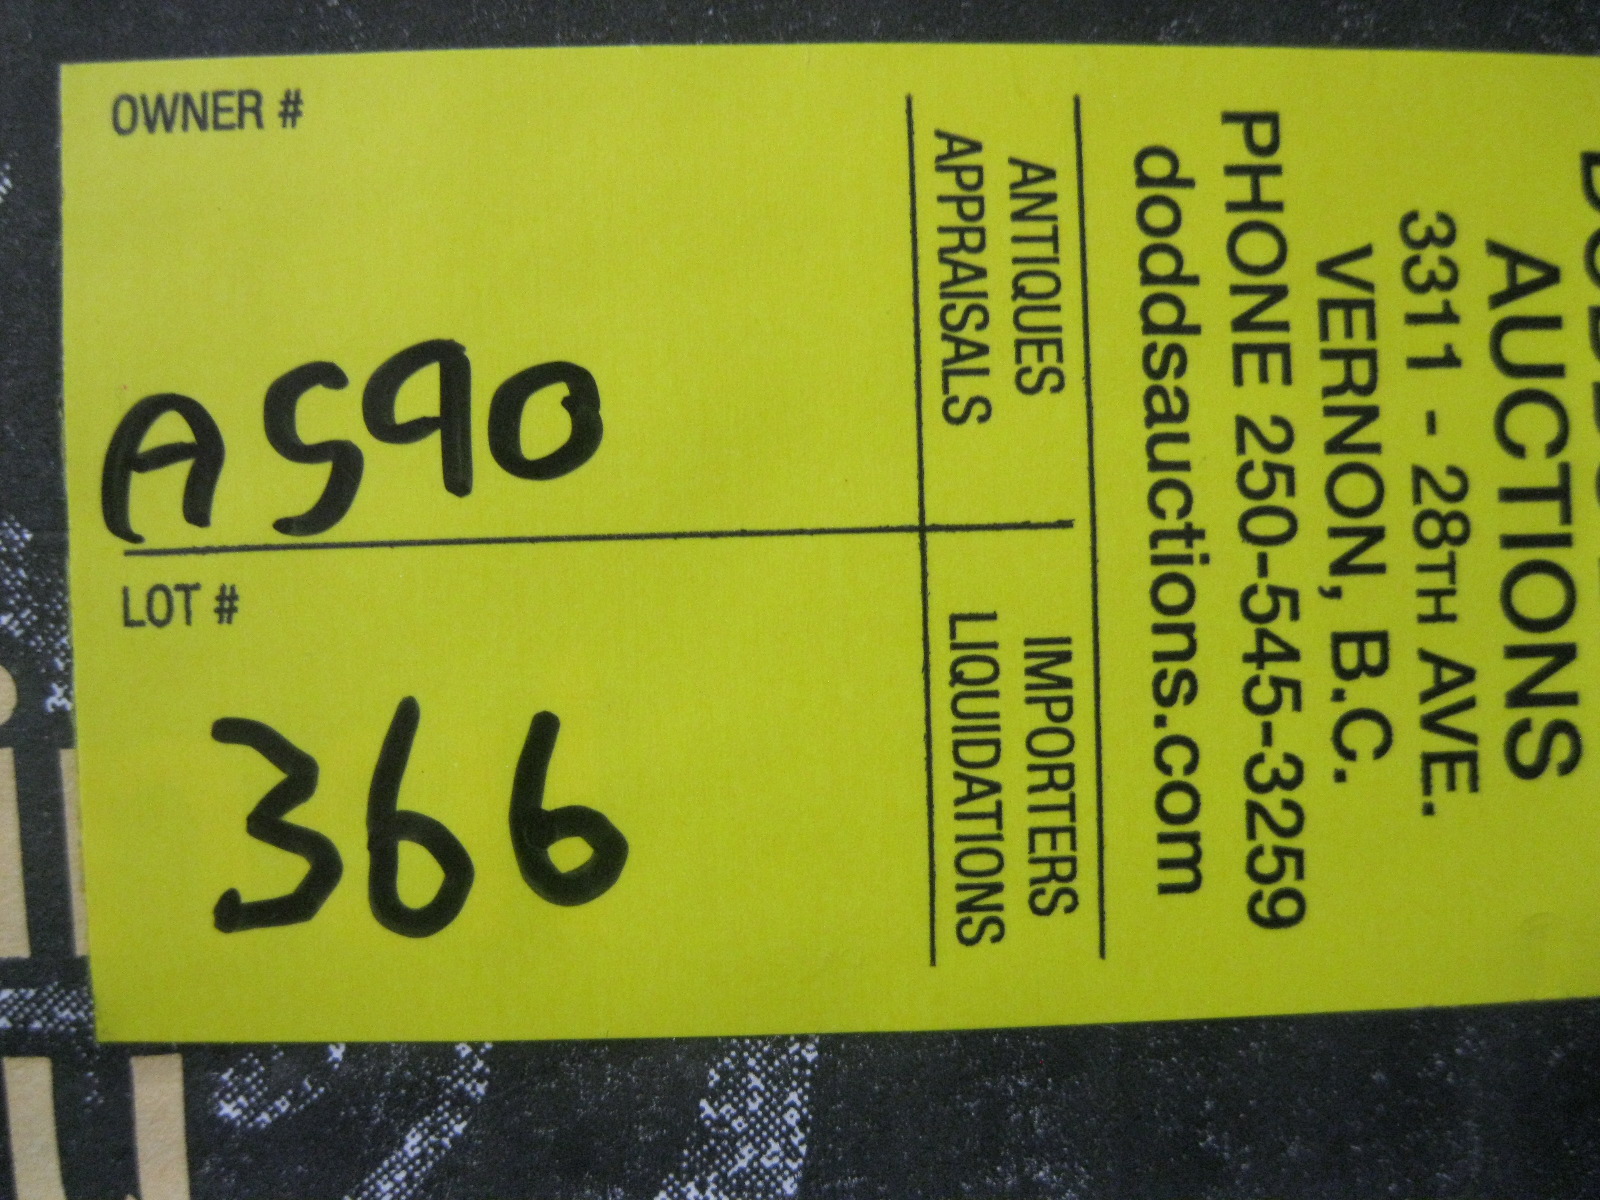 AUCTIONS
3311 - 28TH AVE.
VERNON, B.C.
PHONE 250-545-3259
doddsauctions.com
ANTIQUES
APPRAISALS
IMPORTERS
LIQUIDATIONS
OWNER #
A590
LOT #
366